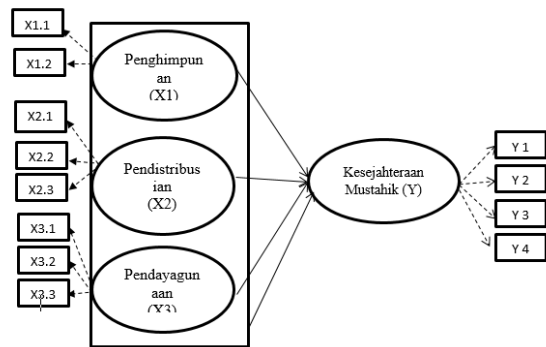 X1.1
X1.2
X2.1
X2.2
X2.3
X3.1
X3.2
X3.3
Penghimpun
an
(X1)
Pendistribus
ian
(X2)
Pendayagun
aan
(X3)
Kesejahteraan
Mustahik (Y)
Y 1
Y 2
Y 3
Y 4